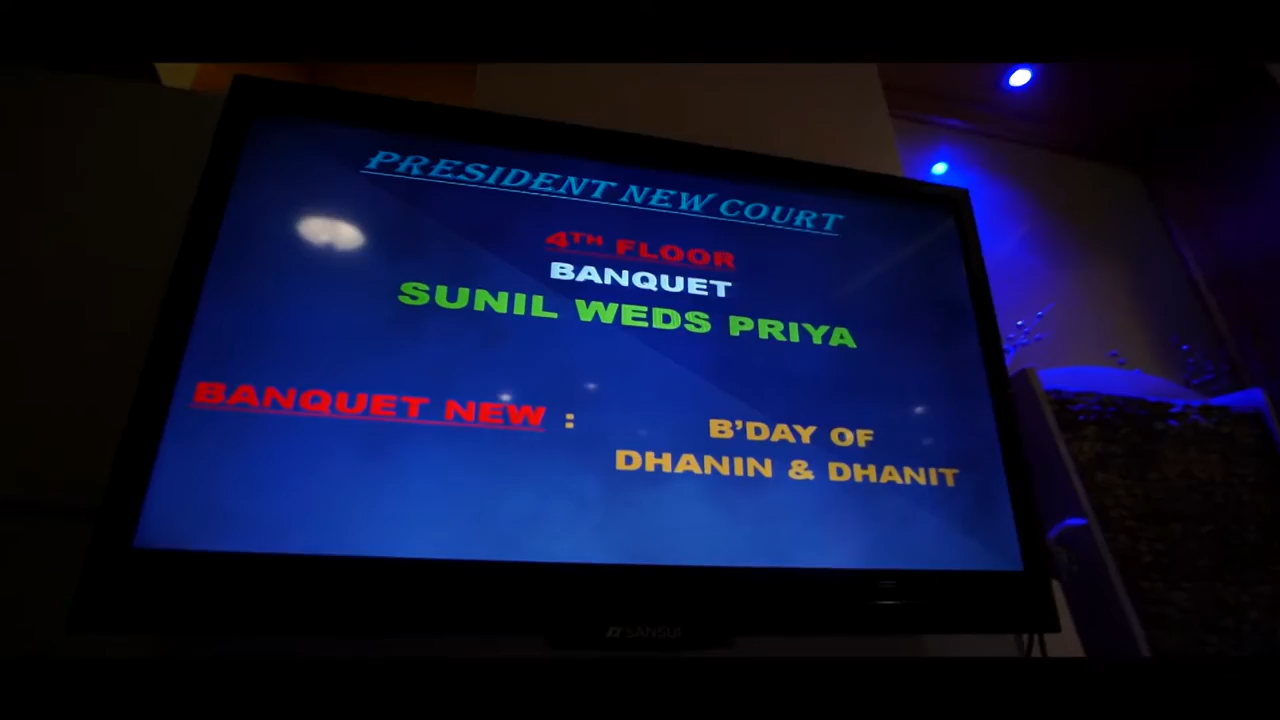 PRESIDENT NEW COURT
4TH FLOOR
BANQUET
SUNIL WEDS PRIYA
BANQUET NEW : B'DAY OF
DHANIN & DHANIT
SANSUI